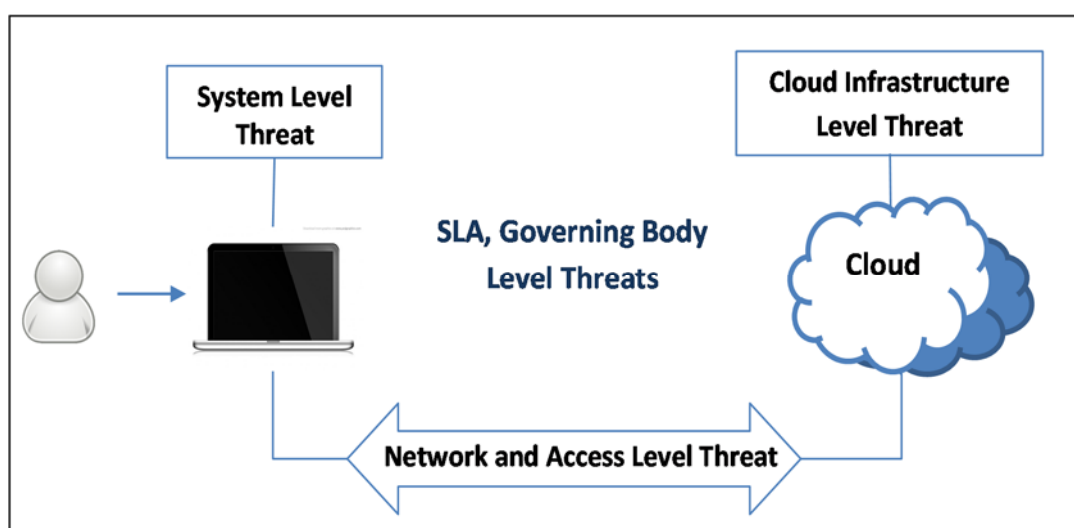 System Level
Threat
Cloud Infrastructure
Level Threat
SLA, Governing Body
Level Threats
Cloud
Network and Access Level Threat